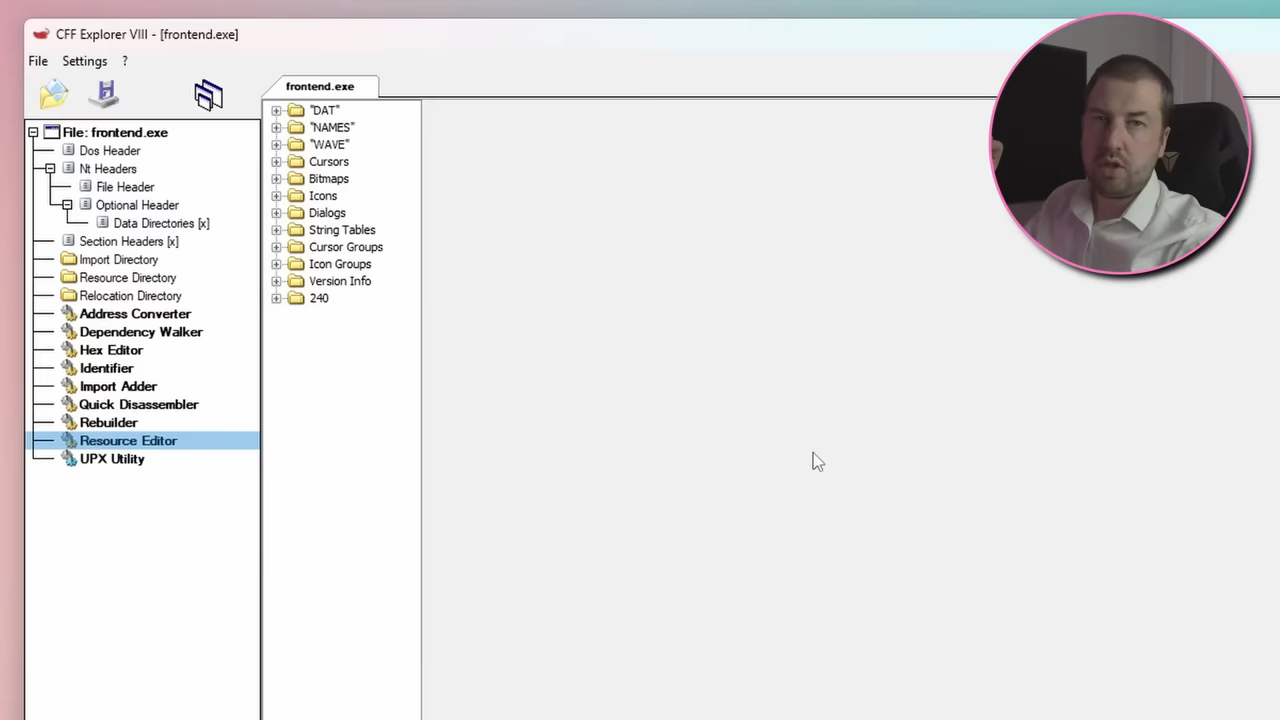 CFF Explorer VIII - [frontend.exe]
File Settings ?
frontend.exe
File: frontend.exe
Dos Header
Nt Headers
File Header
Optional Header
Data Directories [x]
Section Headers [x]
Import Directory
Resource Directory
Relocation Directory
Address Converter
Dependency Walker
Hex Editor
Identifier
Import Adder
Quick Disassembler
Rebuilder
Resource Editor
UPX Utility
"DAT"
"NAMES"
"WAVE"
Cursors
Bitmaps
Icons
Dialogs
String Tables
Cursor Groups
Icon Groups
Version Info
240